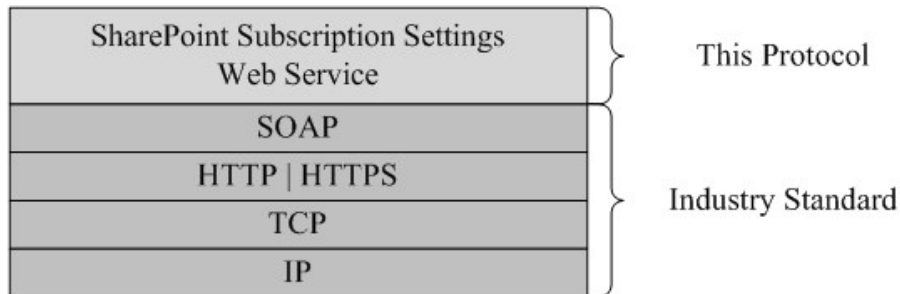 SharePoint Subscription Settings
Web Service
This Protocol
SOAP
HTTP | HTTPS
TCP
IP
Industry Standard